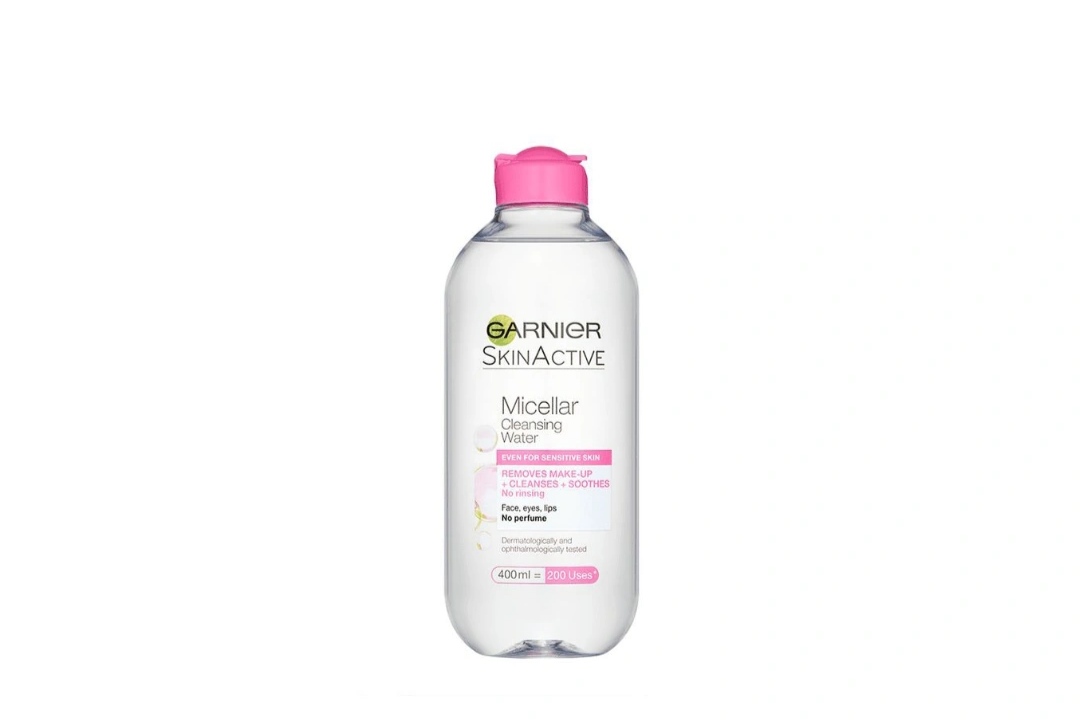 GARNIER
SKINACTIVE
Micellar
Cleansing
Water
EVEN FOR SENSITIVE SKIN
REMOVES MAKE-UP
+ CLEANSES + SOOTHES
No rinsing
Face, eyes, lips
No perfume
Dermatologically and
ophthalmologically tested
400ml = 200 Uses*